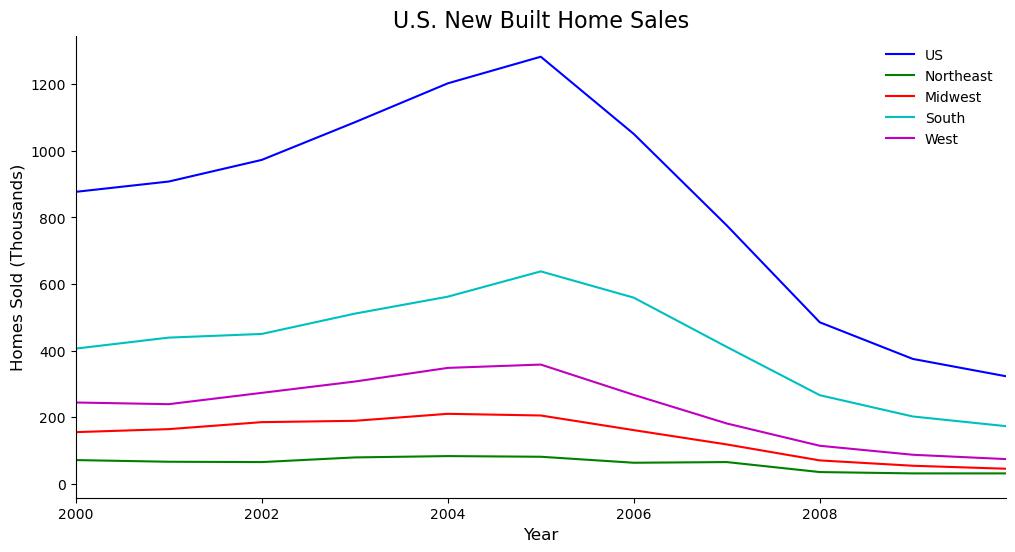 U.S. New Built Home Sales
US
Northeast
Midwest
South
West
Homes Sold (Thousands)
1200
1000
800
600
400
200
0
2000 2002 2004 2006 2008
Year